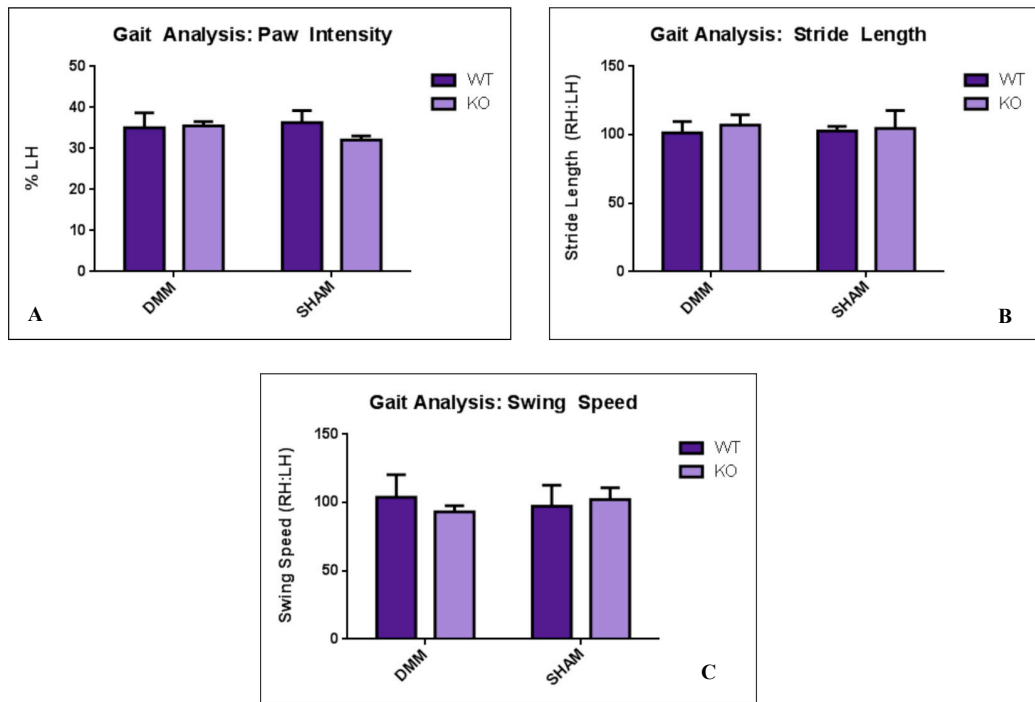 Gait Analysis: Paw Intensity
50
40
30
20
10
0
% LH
DMM
SHAM
WT
KO
A
Gait Analysis: Stride Length
150
100
50
0
Stride Length (RH:LH)
DMM
SHAM
WT
KO
B
Gait Analysis: Swing Speed
150
100
50
0
Swing Speed (RH:LH)
DMM
SHAM
WT
KO
C